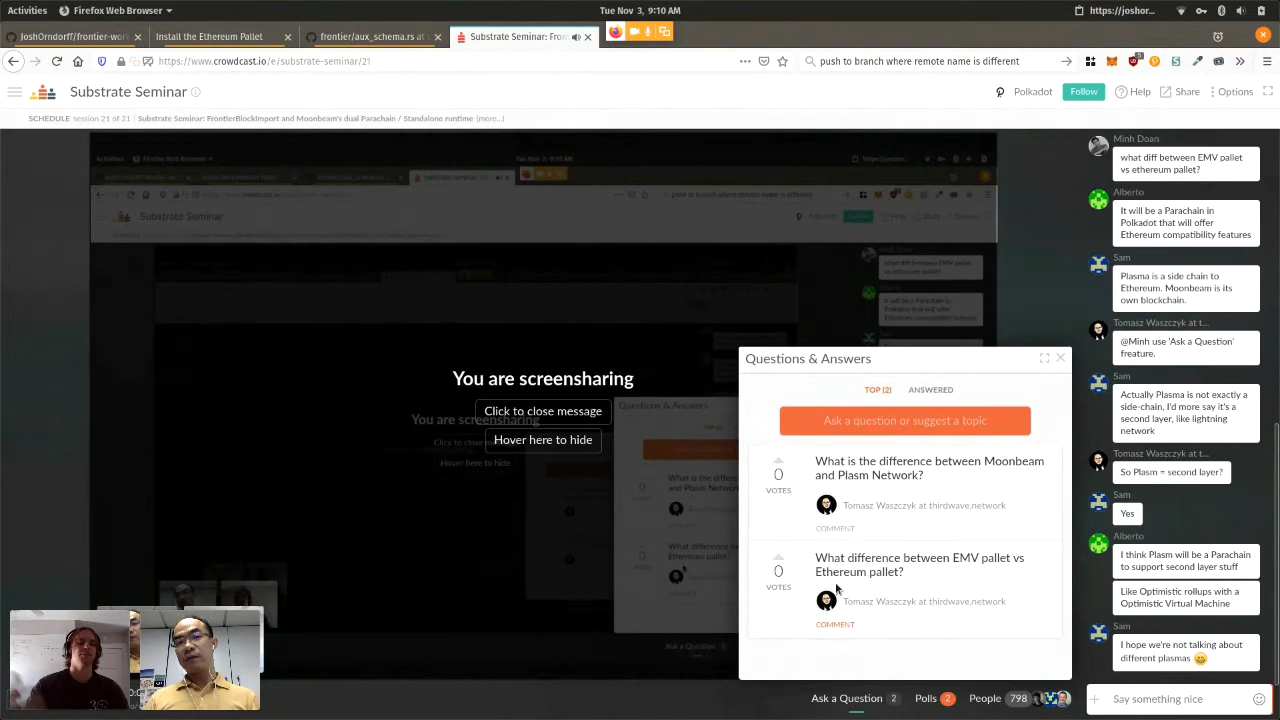 Activities
Firefox Web Browser
Tue Nov 3, 9:10 AM
https://joshor...
JoshOrndorff/frontier-wor
Install the Ethereum Pallet
frontier/aux_schema.rs at
Substrate Seminar: Fron
https://www.crowdcast.io/e/substrate-seminar/21
push to branch where remote name is different
Substrate Seminar
Polkadot
Follow
Help
Share
Options
SCHEDULE session 21 of 21 | Substrate Seminar: FrontierBlockImport and Moonbeam's dual Parachain / Standalone runtime (more...)
You are screensharing
Click to close message
Hover here to hide
Questions & Answers
TOP (2)
ANSWERED
Ask a question or suggest a topic
0
VOTES
What is the difference between Moonbeam
and Plasm Network?
Tomasz Waszczyk at thirdwave.network
COMMENT
0
VOTES
What difference between EMV pallet vs
Ethereum pallet?
Tomasz Waszczyk at thirdwave.network
COMMENT
Ask a Question 2
Polls 2
People 798
Minh Doan
what diff between EMV pallet
vs ethereum pallet?
Alberto
It will be a Parachain in
Polkadot that will offer
Ethereum compatibility features
Sam
Plasma is a side chain to
Ethereum. Moonbeam is its
own blockchain.
Tomasz Waszczyk at t...
@Minh use 'Ask a Question'
freature.
Sam
Actually Plasma is not exactly a
side-chain, I'd more say it's a
second layer, like lightning
network
Tomasz Waszczyk at t...
So Plasm = second layer?
Sam
Yes
Alberto
I think Plasm will be a Parachain
to support second layer stuff
Like Optimistic rollups with a
Optimistic Virtual Machine
Sam
I hope we're not talking about
different plasmas
Say something nice